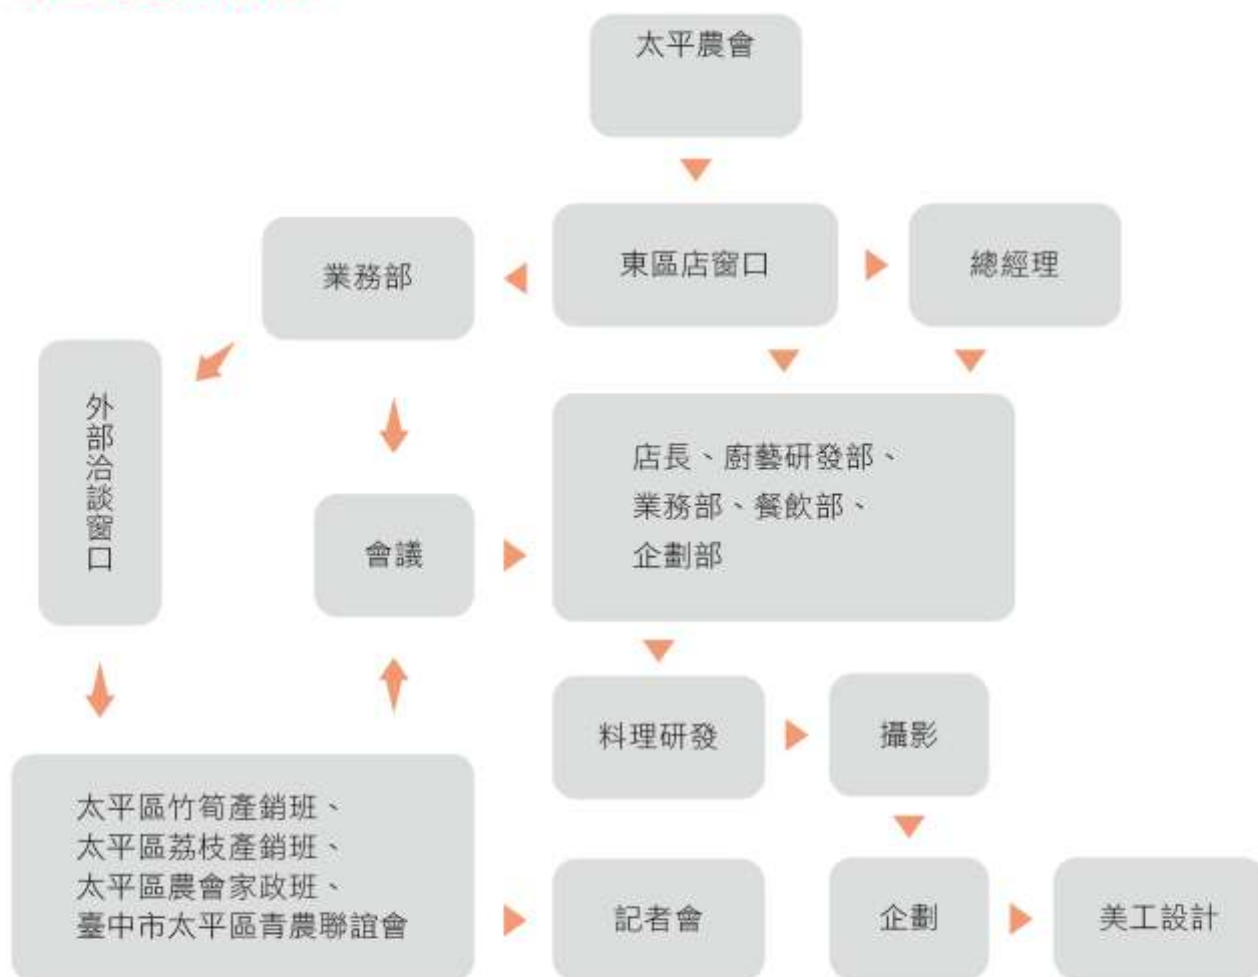 太平農會
業務部
東區店窗口
總經理
外部洽談窗口
店長、廚藝研發部、
業務部、餐飲部、
企劃部
會議
料理研發
攝影
太平區竹筍產銷班、
太平區荔枝產銷班、
太平區農會家政班、
臺中市太平區青農聯誼會
記者會
企劃
美工設計